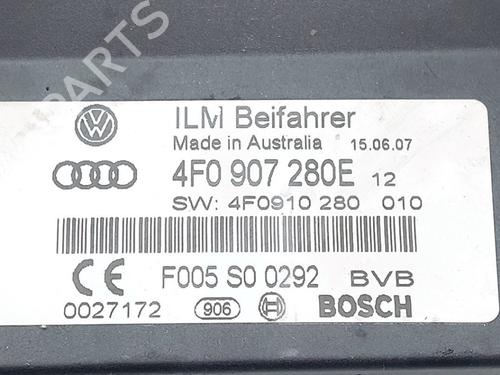 ILM Beifahrer
Made in Australia 15.06.07
4F0 907 280E 12
SW: 4F0910 280 010
F005 S0 0292 BVB
0027172 906 BOSCH
B-PARTS